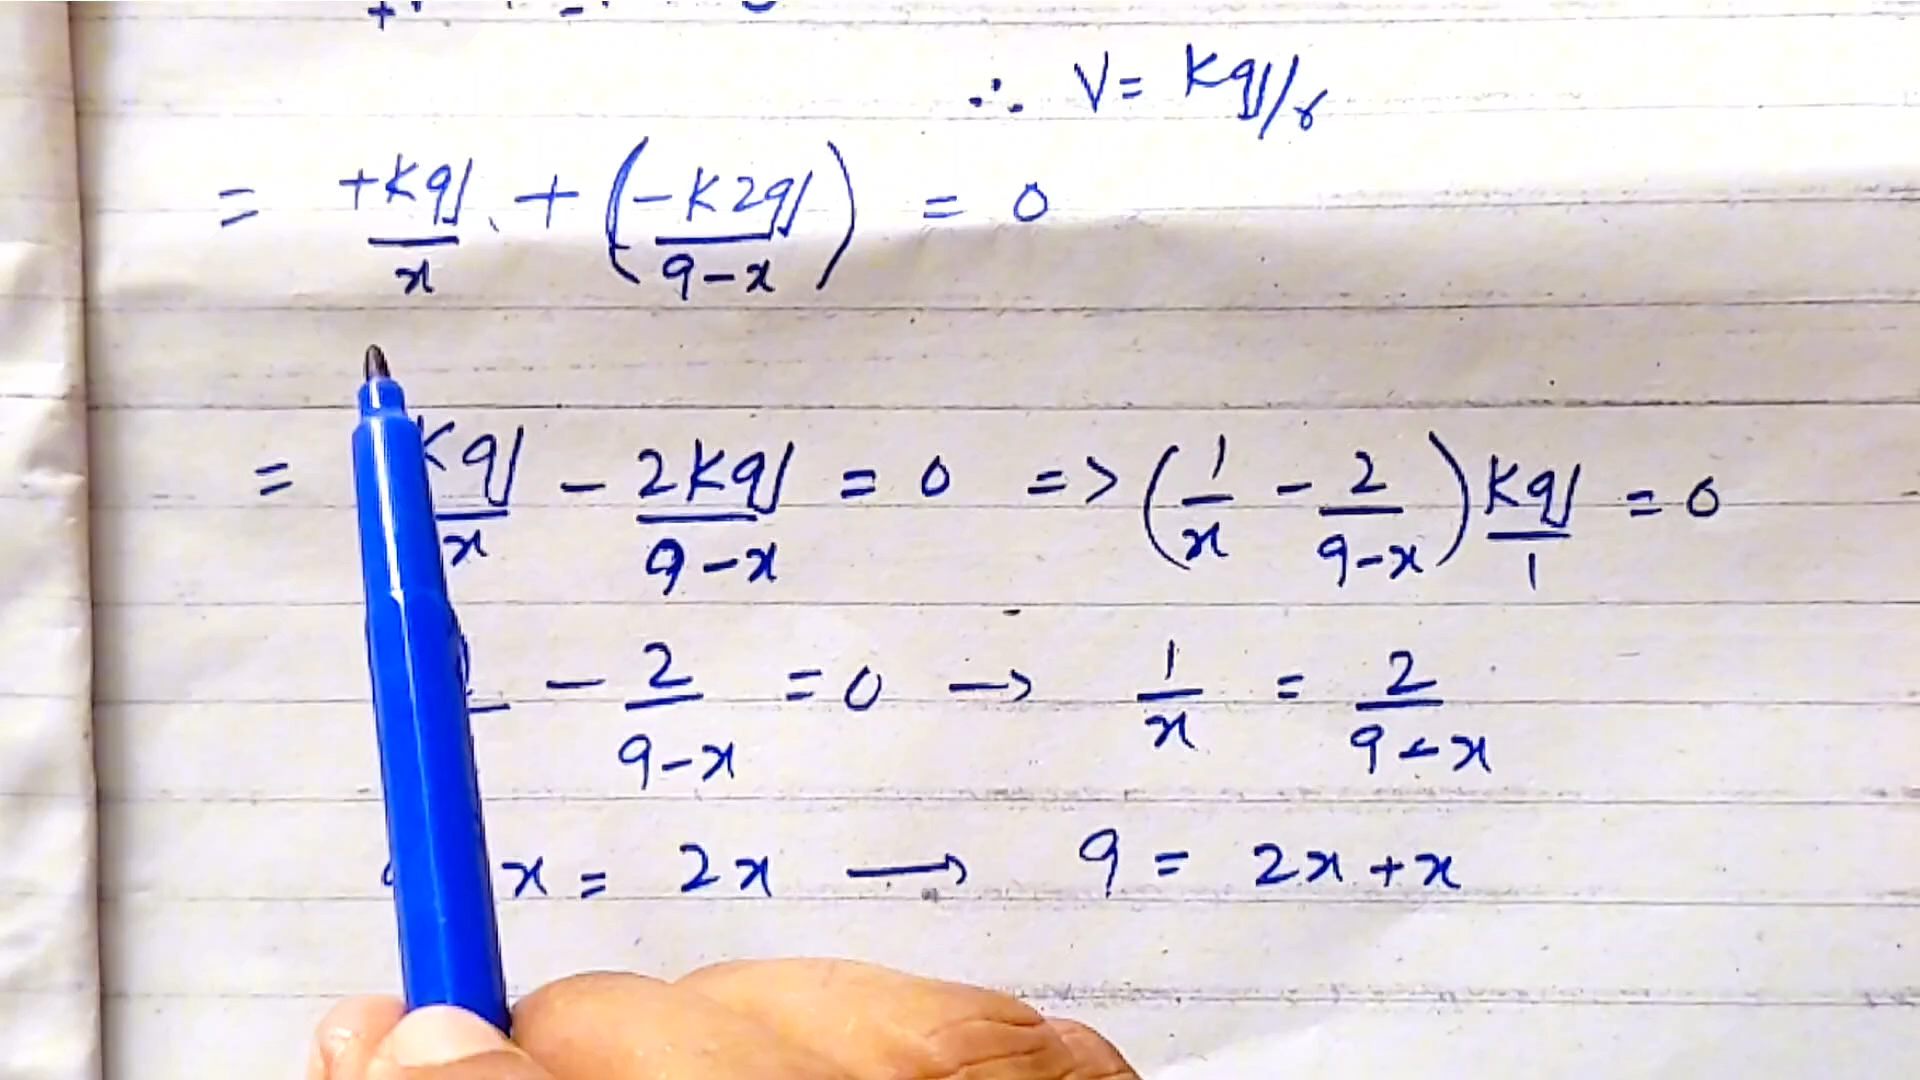 ∴ V = Kq/r
= +Kq/x + (-K2q/9-x) = 0
= Kq/x - 2Kq/9-x = 0 => (1/x - 2/9-x) Kq/1 = 0
- 2/9-x = 0 → 1/x = 2/9-x
x = 2x → 9 = 2x + x